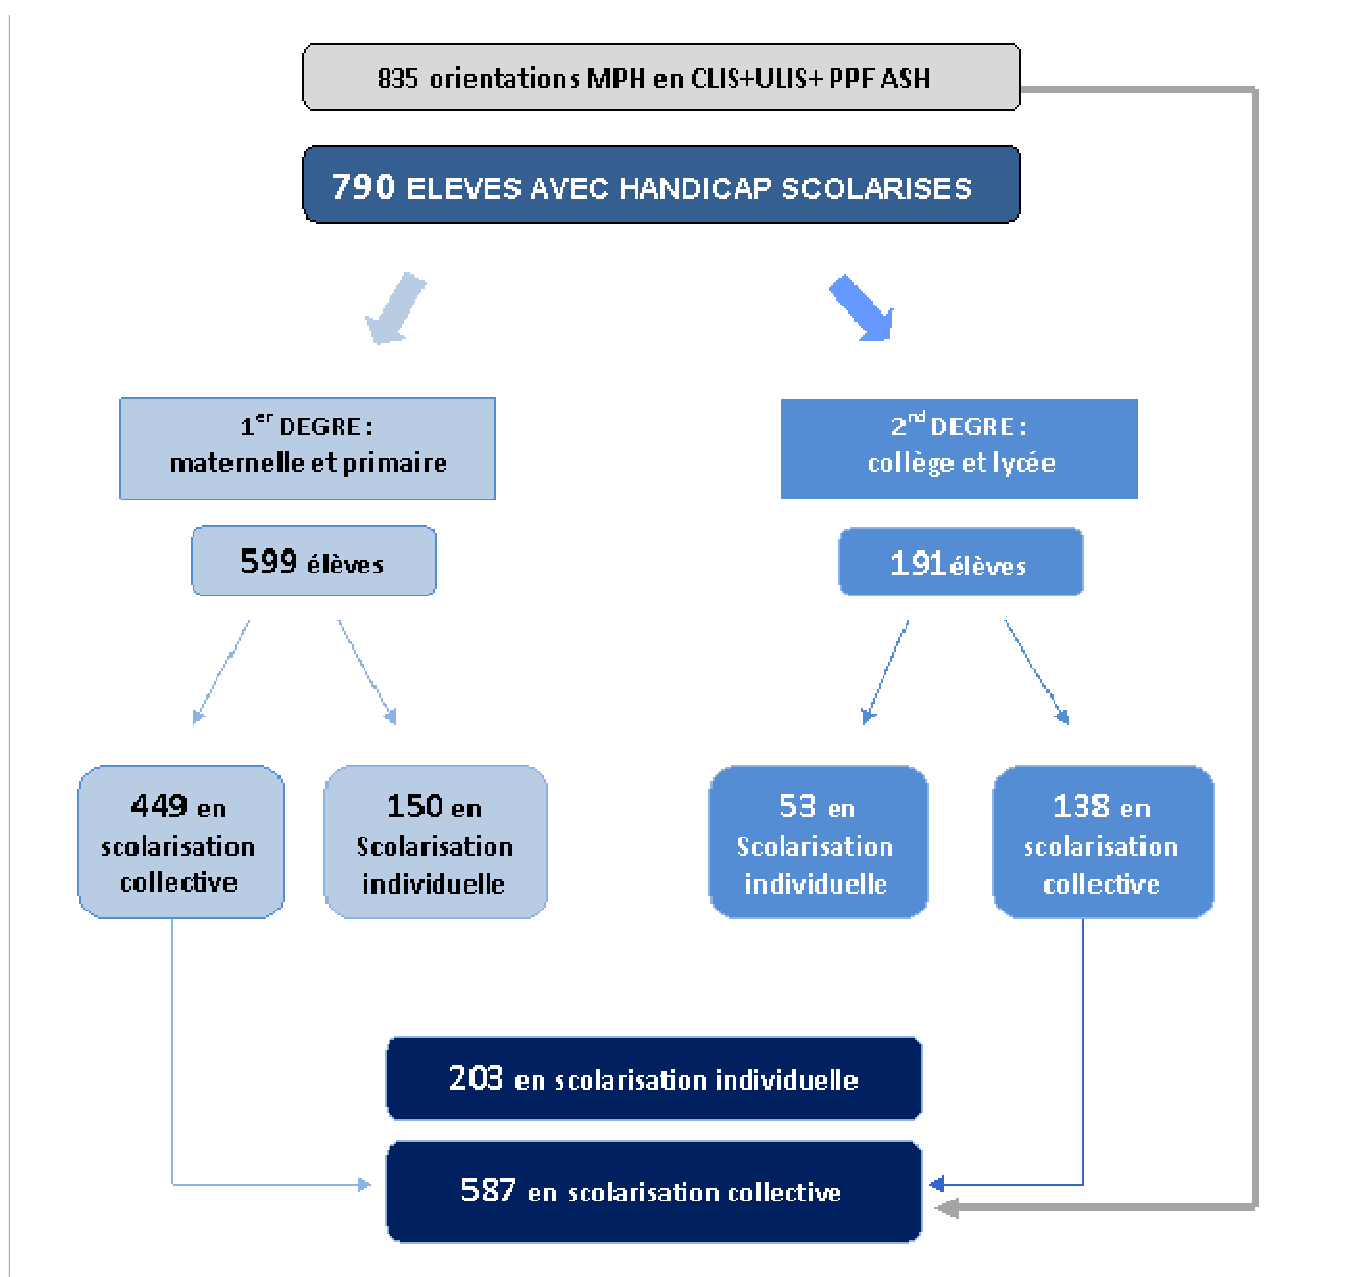 835 orientations MPH en CLIS+ULIS+ PPF ASH
790 ELEVES AVEC HANDICAP SCOLARISES
1er DEGRE :
maternelle et primaire
599 élèves
2nd DEGRE :
collège et lycée
191 élèves
449 en
scolarisation
collective
150 en
Scolarisation
individuelle
53 en
Scolarisation
individuelle
138 en
scolarisation
collective
203 en scolarisation individuelle
587 en scolarisation collective